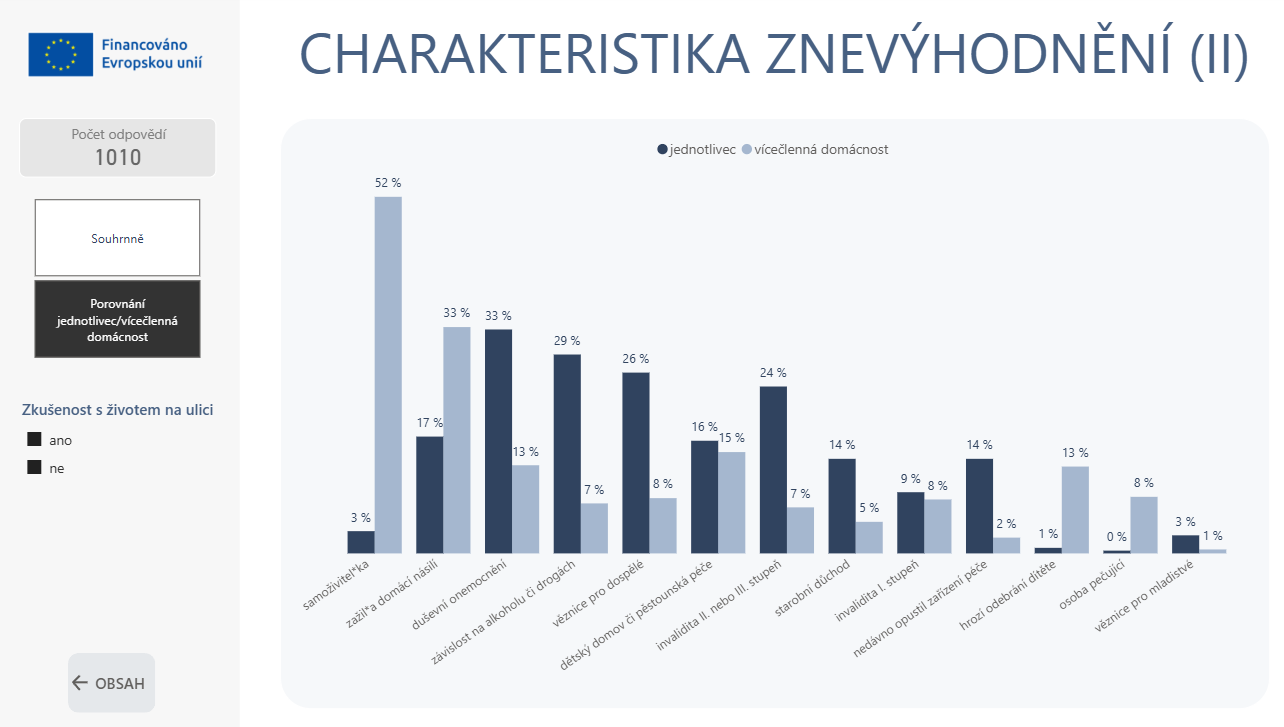 Financováno
Evropskou unií
CHARAKTERISTIKA ZNEVÝHODNĚNÍ (II)
Počet odpovědí
1010
Souhrnně
Porovnání
jednotlivec/vícečlenná
domácnost
Zkušenost s životem na ulici
ano
ne
OBSAH
jednotlivec vícečlenná domácnost
3 % 52 %
17 % 33 %
33 % 13 %
29 % 7 %
26 % 8 %
16 % 15 %
24 % 7 %
14 % 5 %
9 % 8 %
14 % 2 %
1 % 13 %
0 % 8 %
3 % 1 %
samoživitel*ka
zažil*a domácí násilí
duševní onemocnění
závislost na alkoholu či drogách
věznice pro dospělé
dětský domov či pěstounská péče
invalidita II. nebo III. stupeň
starobní důchod
invalidita I. stupeň
nedávno opustil zařízení péče
hrozí odebrání dítěte
osoba pečující
věznice pro mladistvé